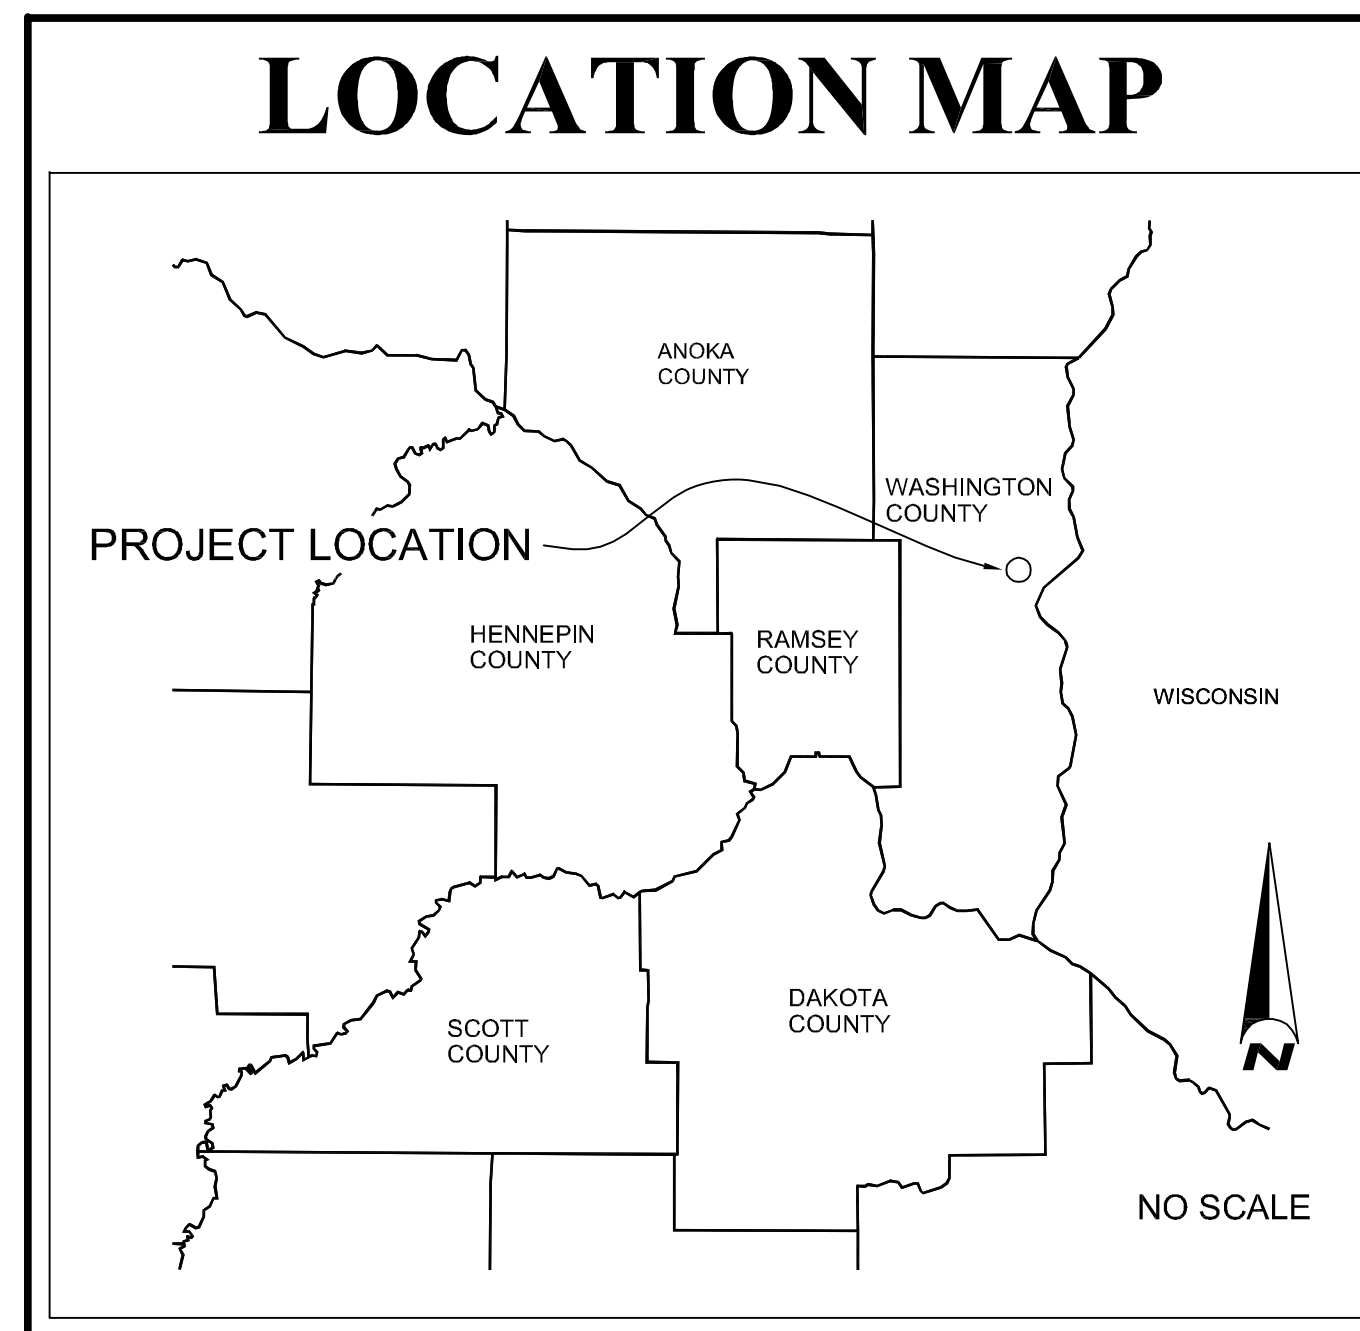 LOCATION MAP
ANOKA
COUNTY
WASHINGTON
COUNTY
PROJECT LOCATION
HENNEPIN
COUNTY
RAMSEY
COUNTY
WISCONSIN
DAKOTA
COUNTY
SCOTT
COUNTY
N
NO SCALE